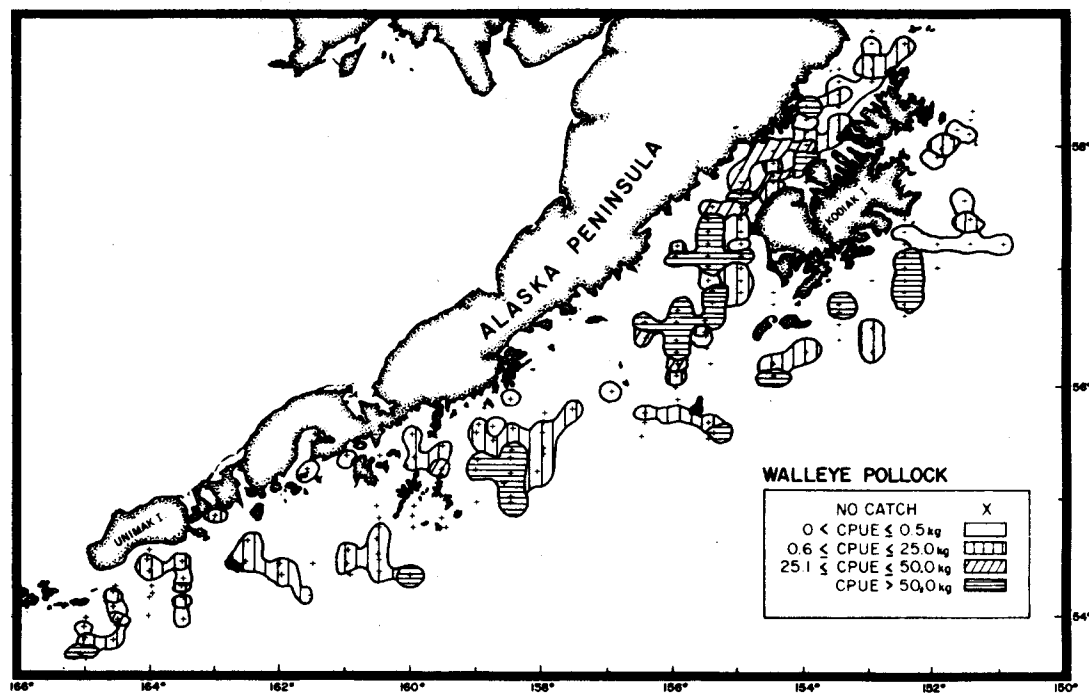 ALASKA PENINSULA
KODIAK I.
UNIMAK I.
58°
56°
54°
WALLEYE POLLOCK
NO CATCH X
0 < CPUE ≤ 0.5 kg
0.6 ≤ CPUE ≤ 25.0 kg
25.1 ≤ CPUE ≤ 50.0 kg
CPUE > 50.0 kg
166° 164° 162° 160° 158° 156° 154° 152° 150°